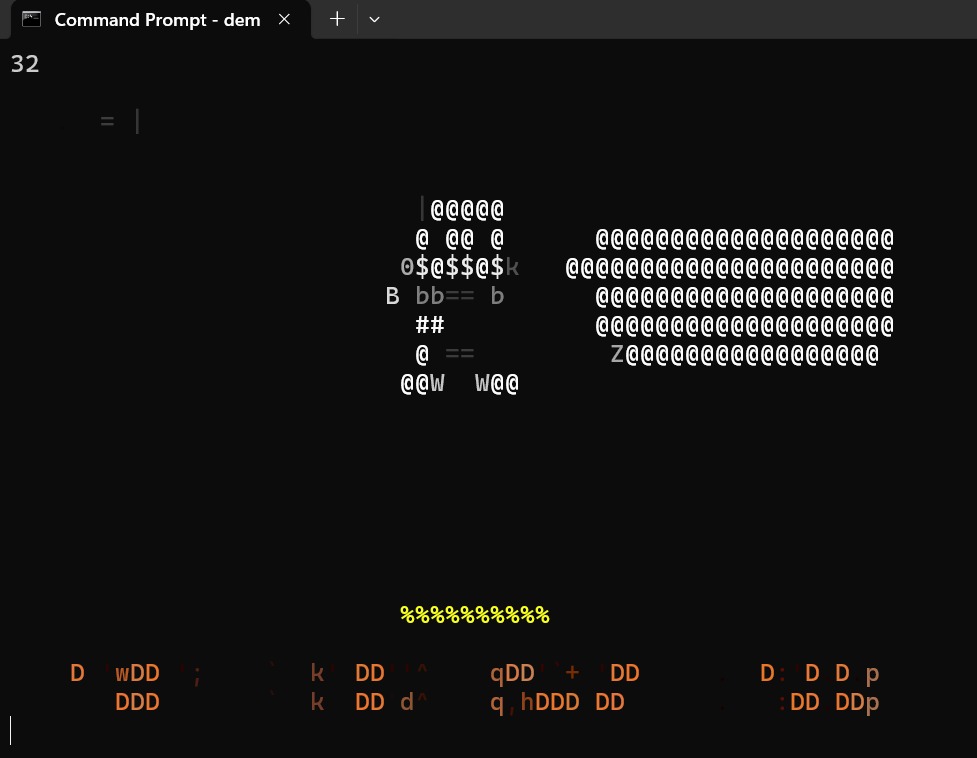 Command Prompt - dem
32
= |
|@@@@@
@ @@ @ @@@@@@@@@@@@@@@@@@@@
0$@$$@$k @@@@@@@@@@@@@@@@@@@@@@
B bb== b @@@@@@@@@@@@@@@@@@@@
## @@@@@@@@@@@@@@@@@@@@
@ == Z@@@@@@@@@@@@@@@@@
@@W W@@
%%%%%%%%%%
D ' wDD ' ; ` k ' DD ' ' ^ qDD ' ` + ' DD D : ' D D . p
DDD ` k DD d^ q,hDDD DD . :DD DDp